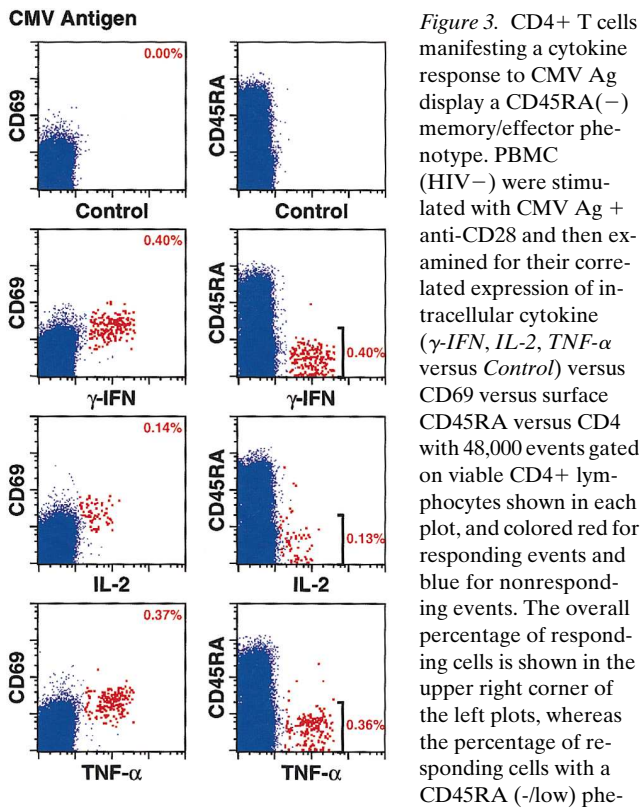 CMV Antigen
CD69
0.00%
Control
CD45RA
Control
CD69
0.40%
γ-IFN
CD45RA
0.40%
γ-IFN
CD69
0.14%
IL-2
CD45RA
0.13%
IL-2
CD69
0.37%
TNF-α
CD45RA
0.36%
TNF-α
Figure 3. CD4+ T cells
manifesting a cytokine
response to CMV Ag
display a CD45RA(−)
memory/effector phe-
notype. PBMC
(HIV−) were stimu-
lated with CMV Ag +
anti-CD28 and then ex-
amined for their corre-
lated expression of in-
tracellular cytokine
(γ-IFN, IL-2, TNF-α
versus Control) versus
CD69 versus surface
CD45RA versus CD4
with 48,000 events gated
on viable CD4+ lym-
phocytes shown in each
plot, and colored red for
responding events and
blue for nonrespond-
ing events. The overall
percentage of respond-
ing cells is shown in the
upper right corner of
the left plots, whereas
the percentage of re-
sponding cells with a
CD45RA (-/low) phe-